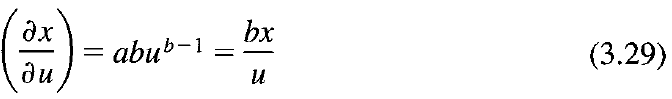 (∂x/∂u) = abu^{b−1} = bx/u (3.29)